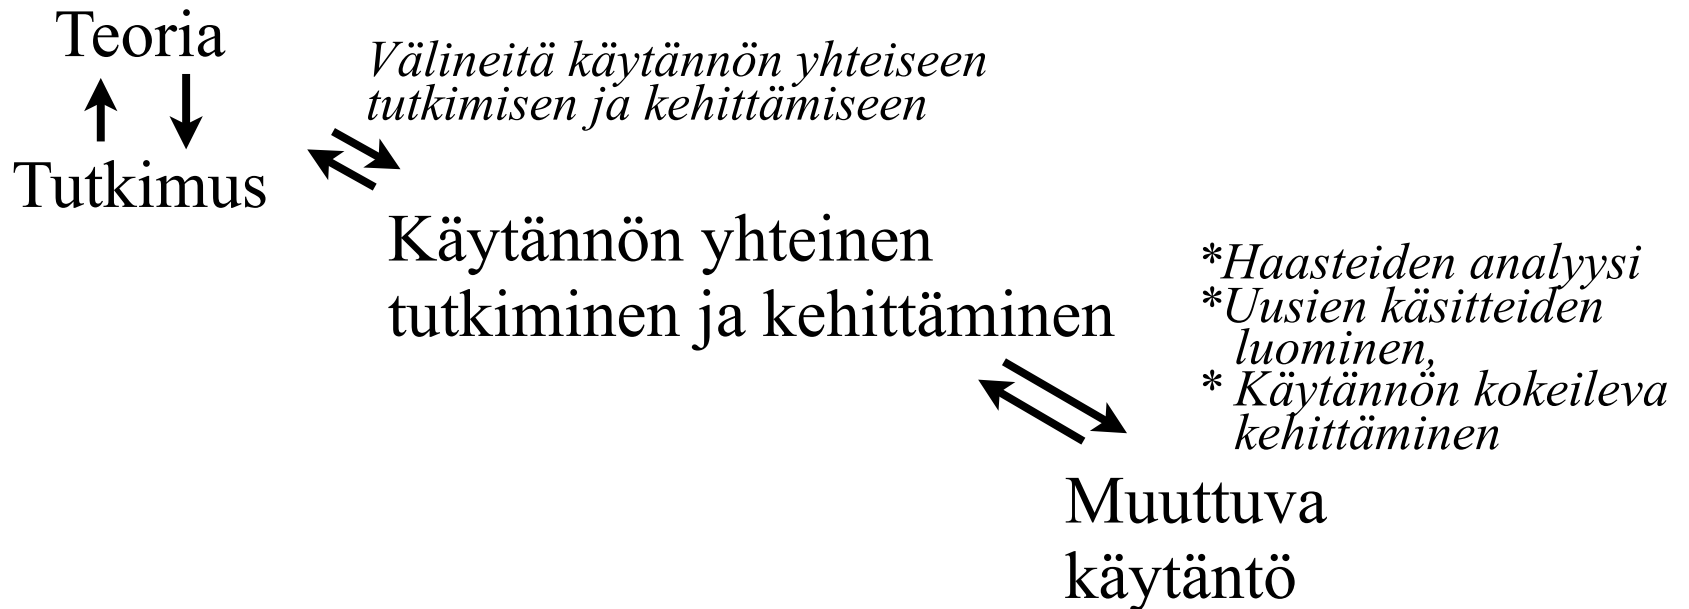 Teoria
Tutkimus
Välineitä käytännön yhteiseen
tutkimisen ja kehittämiseen
Käytännön yhteinen
tutkiminen ja kehittäminen
*Haasteiden analyysi
*Uusien käsitteiden
luominen,
* Käytännön kokeileva
kehittäminen
Muuttuva
käytäntö